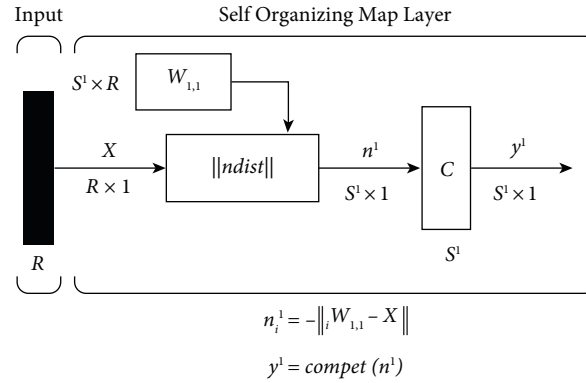 Input Self Organizing Map Layer
S¹ × R W₁,₁
X
R × 1
||ndist||
n¹
S¹ × 1
C
y¹
S¹ × 1
R
S¹
nᵢ¹ = –||ᵢW₁,₁ – X||
y¹ = compet (n¹)